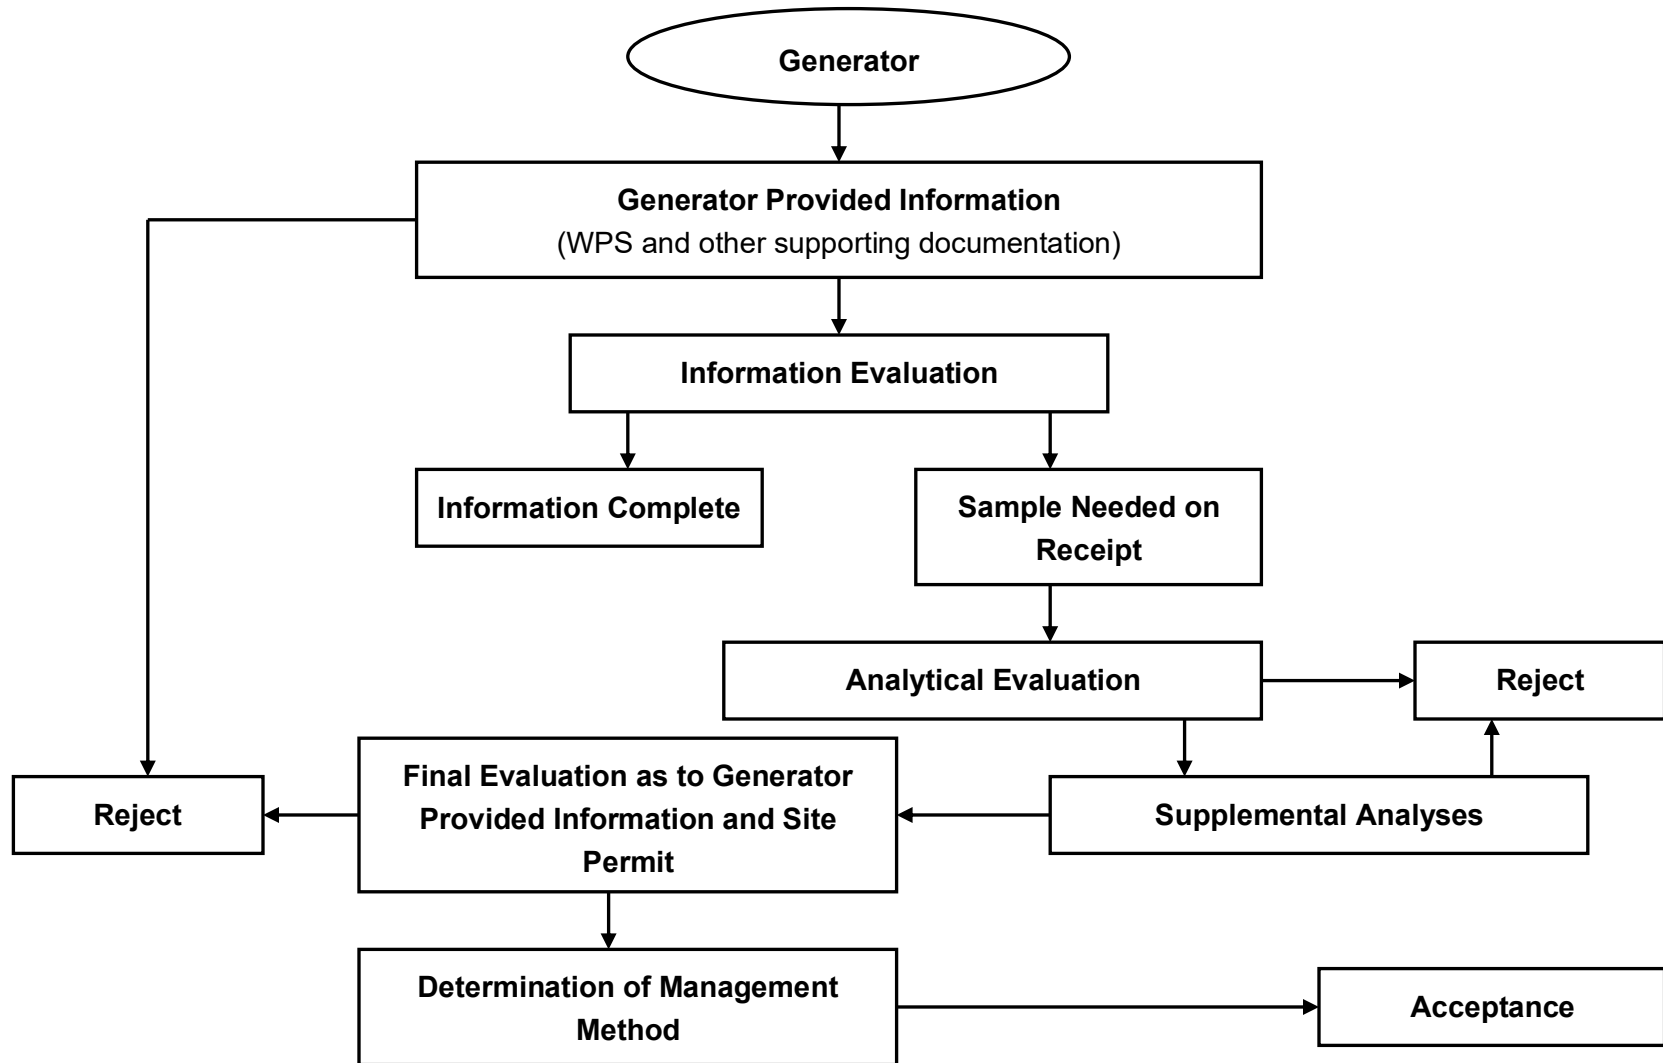 Generator
Generator Provided Information
(WPS and other supporting documentation)
Information Evaluation
Information Complete
Sample Needed on
Receipt
Analytical Evaluation
Reject
Final Evaluation as to Generator
Provided Information and Site
Permit
Reject
Supplemental Analyses
Determination of Management
Method
Acceptance